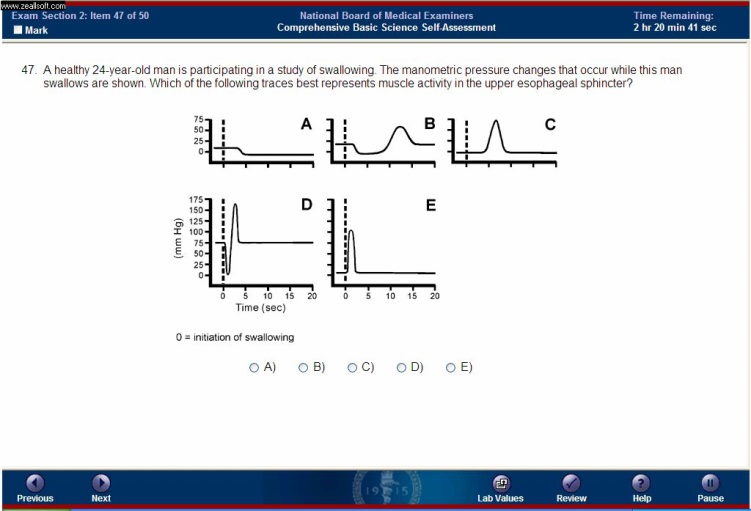 www.zeallsoft.com
Exam Section 2: Item 47 of 50
National Board of Medical Examiners
Time Remaining:
Mark
Comprehensive Basic Science Self-Assessment
2 hr 20 min 41 sec
47. A healthy 24-year-old man is participating in a study of swallowing. The manometric pressure changes that occur while this man
swallows are shown. Which of the following traces best represents muscle activity in the upper esophageal sphincter?
75
50
25
0
A
B
C
175
150
125
100
75
50
25
0
(mm Hg)
D
E
0 5 10 15 20
0 5 10 15 20
Time (sec)
0 = initiation of swallowing
A) B) C) D) E)
1915
Previous
Next
Lab Values
Review
Help
Pause